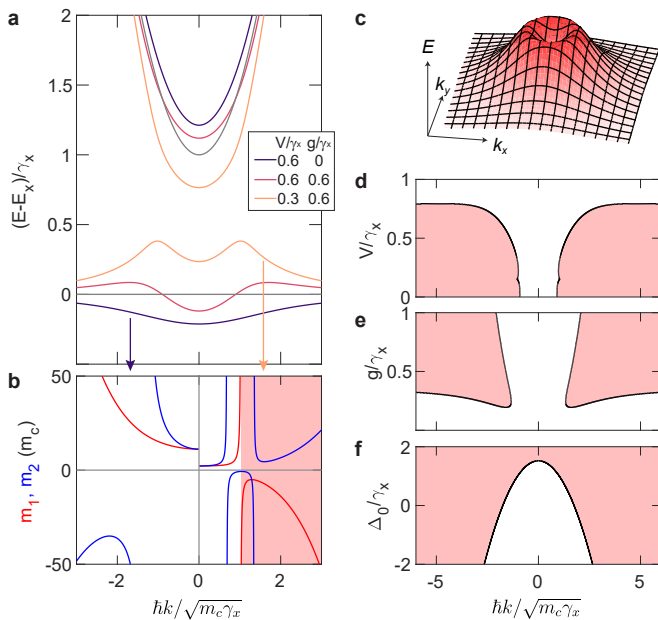 a
2
1.5
1
0.5
0
(E-E_x)/γ_x
V/γ_x g/γ_x
0.6 0
0.6 0.6
0.3 0.6
b
50
0
-50
m_1, m_2 (m_c)
-2 0 2
ħk/√m_cγ_x
c
E
k_y
k_x
d
1
0.5
0
V/γ_x
e
1
0.5
g/γ_x
f
2
0
-2
Δ_0/γ_x
-5 0 5
ħk/√m_cγ_x